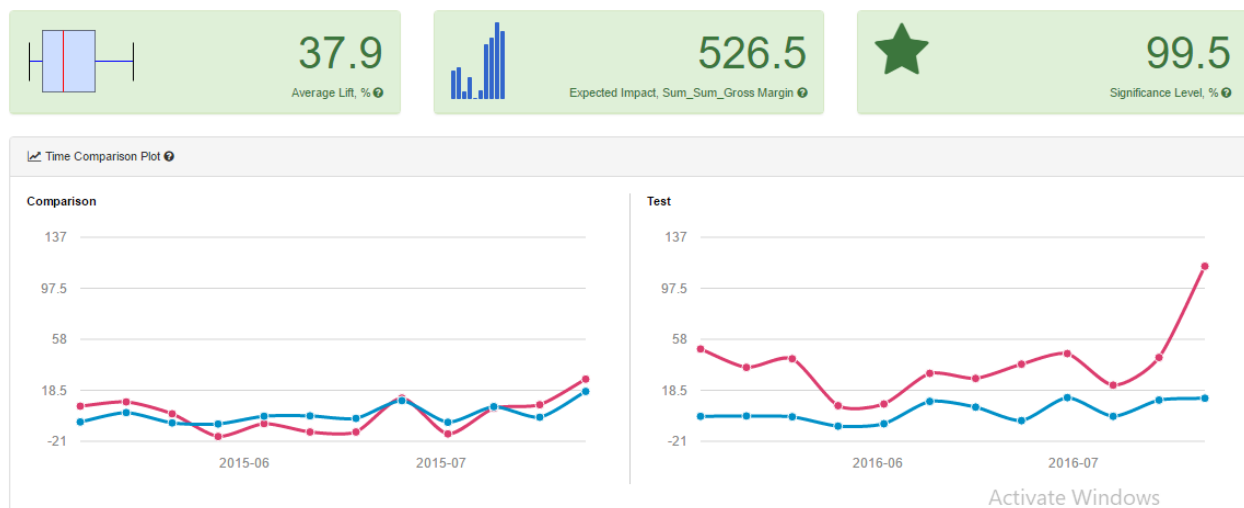 37.9
Average Lift, %
526.5
Expected Impact, Sum_Sum_Gross Margin
99.5
Significance Level, %
Time Comparison Plot
Comparison
137
97.5
58
18.5
-21
2015-06 2015-07
Test
137
97.5
58
18.5
-21
2016-06 2016-07
Activate Windows